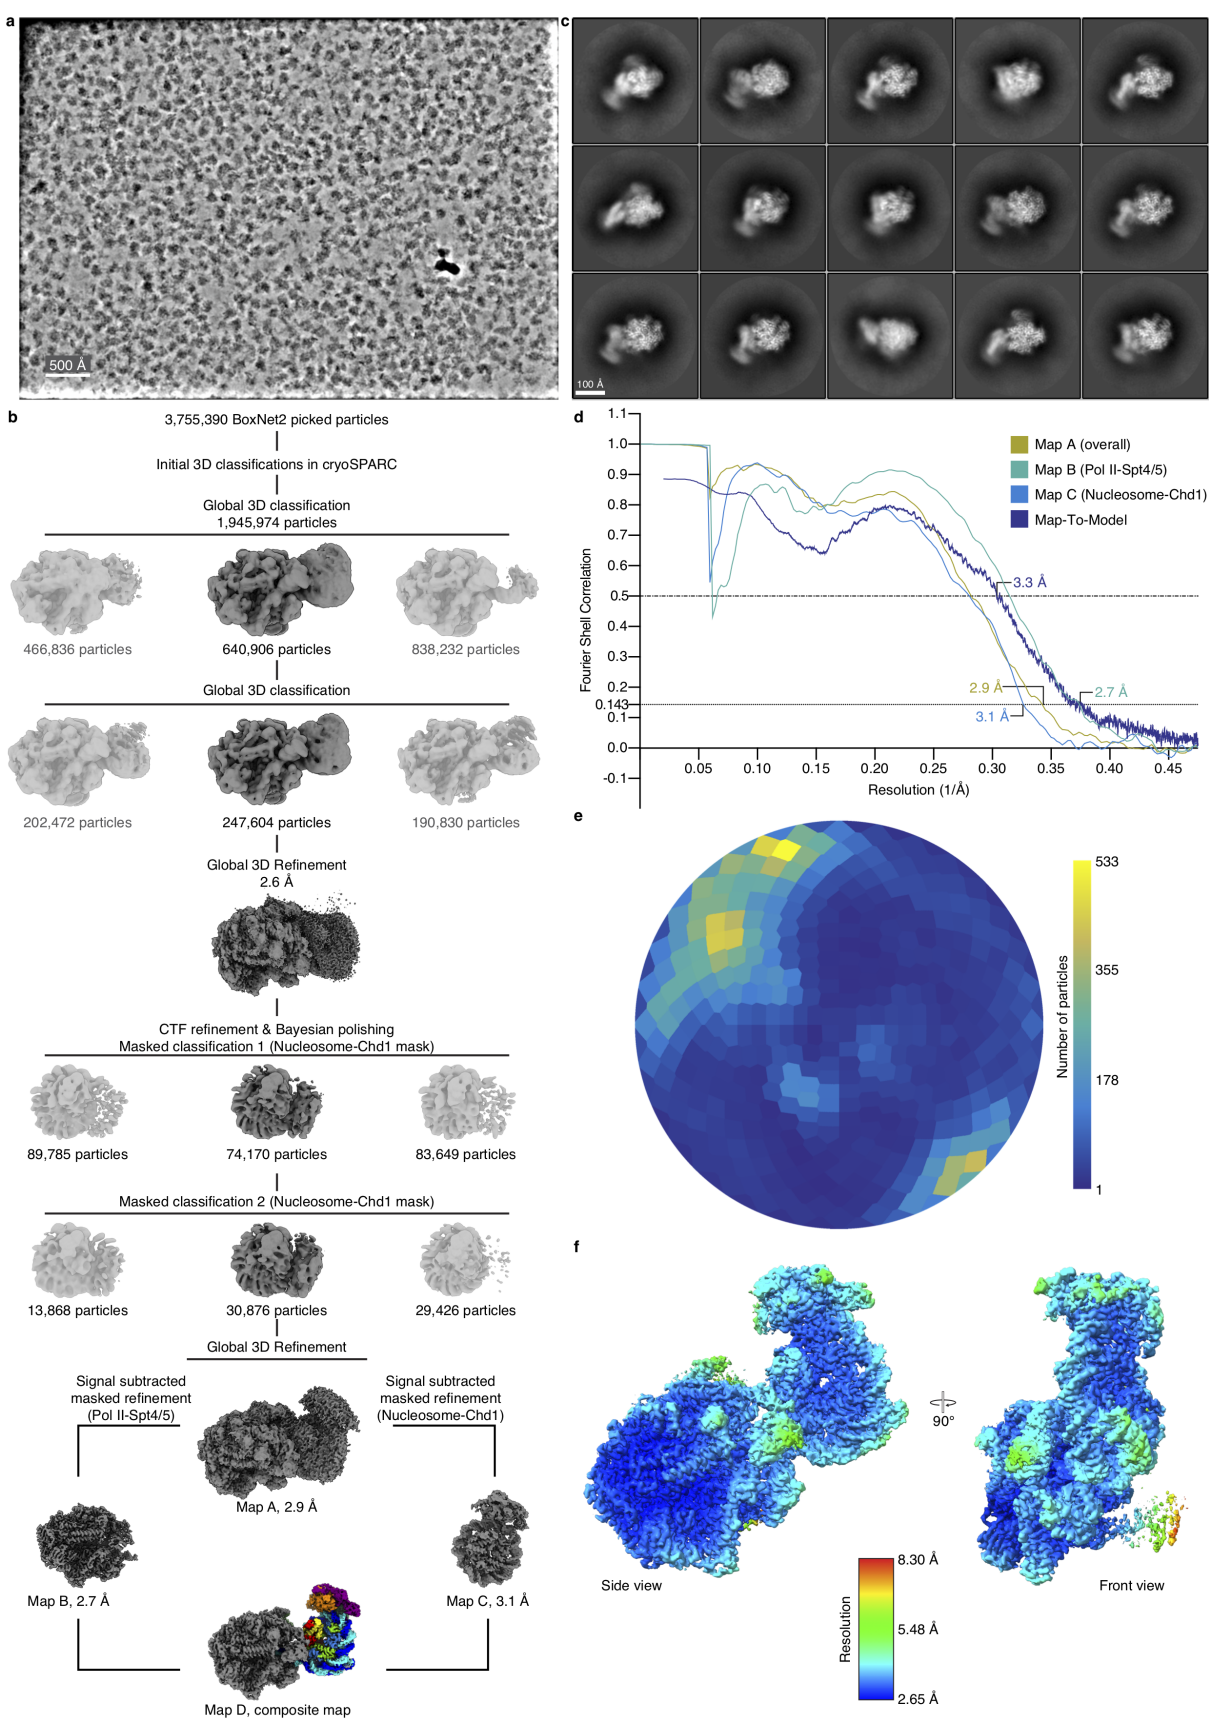 a
500 Å
b
3,755,390 BoxNet2 picked particles
Initial 3D classifications in cryoSPARC
Global 3D classification
1,945,974 particles
466,836 particles
640,906 particles
838,232 particles
Global 3D classification
202,472 particles
247,604 particles
190,830 particles
Global 3D Refinement
2.6 Å
CTF refinement & Bayesian polishing
Masked classification 1 (Nucleosome-Chd1 mask)
89,785 particles
74,170 particles
83,649 particles
Masked classification 2 (Nucleosome-Chd1 mask)
13,868 particles
30,876 particles
29,426 particles
Global 3D Refinement
Signal subtracted
masked refinement
(Pol II-Spt4/5)
Signal subtracted
masked refinement
(Nucleosome-Chd1)
Map A, 2.9 Å
Map B, 2.7 Å
Map C, 3.1 Å
Map D, composite map
c
100 Å
d
1.1
1.0
0.9
0.8
0.7
0.6
0.5
0.4
0.3
0.2
0.143
0.1
0.0
-0.1
Fourier Shell Correlation
Map A (overall)
Map B (Pol II-Spt4/5)
Map C (Nucleosome-Chd1)
Map-To-Model
3.3 Å
2.9 Å
2.7 Å
3.1 Å
0.05
0.10
0.15
0.20
0.25
0.30
0.35
0.40
0.45
Resolution (1/Å)
e
533
355
178
1
Number of particles
f
90°
Side view
Front view
8.30 Å
5.48 Å
2.65 Å
Resolution